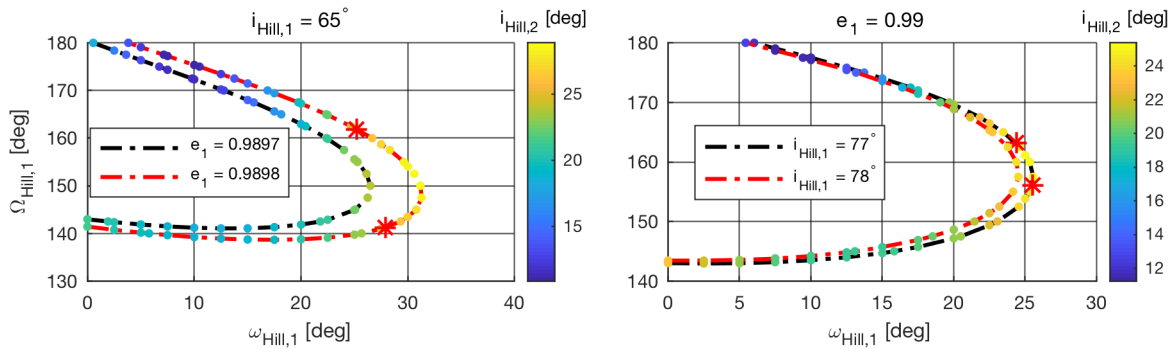 i_Hill,1 = 65°
i_Hill,2 [deg]
180
170
160
150
140
130
Ω_Hill,1 [deg]
e_1 = 0.9897
e_1 = 0.9898
0 10 20 30 40
ω_Hill,1 [deg]
25
20
15
e_1 = 0.99
i_Hill,2 [deg]
180
170
160
150
140
Ω_Hill,1 [deg]
i_Hill,1 = 77°
i_Hill,1 = 78°
0 5 10 15 20 25 30
ω_Hill,1 [deg]
24
22
20
18
16
14
12